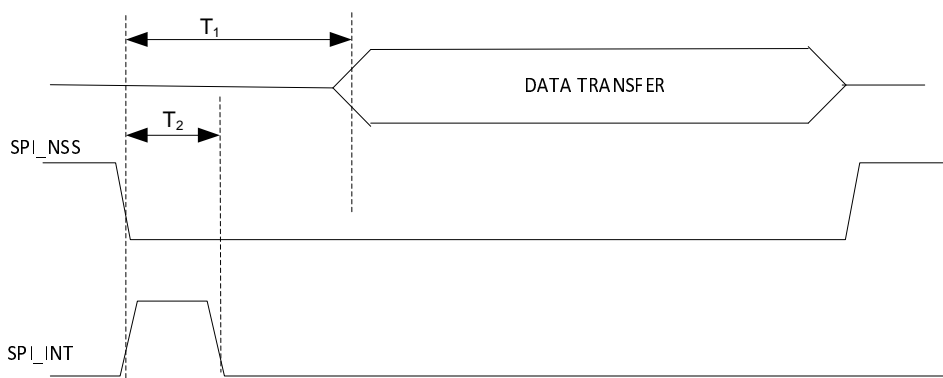 T1
DATA TRANSFER
T2
SPI_NSS
SPI_INT